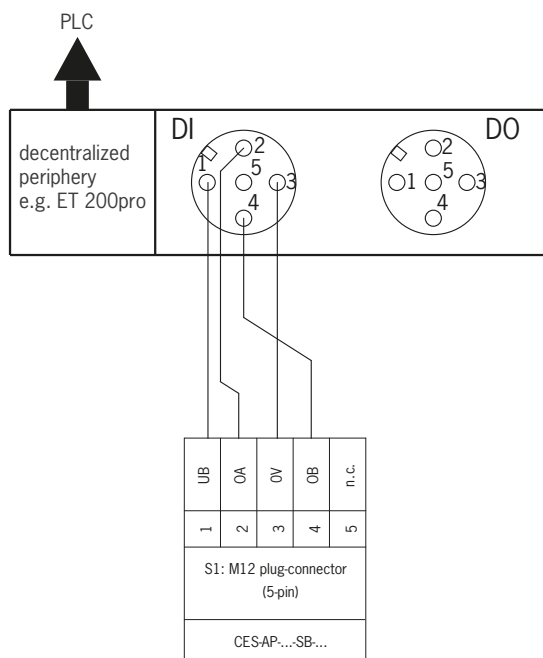 PLC
decentralized
periphery
e.g. ET 200pro
DI
1
2
5
3
4
DO
2
5
1
3
4
UB
OA
0V
OB
n.c.
1
2
3
4
5
S1: M12 plug-connector
(5-pin)
CES-AP-...-SB-...